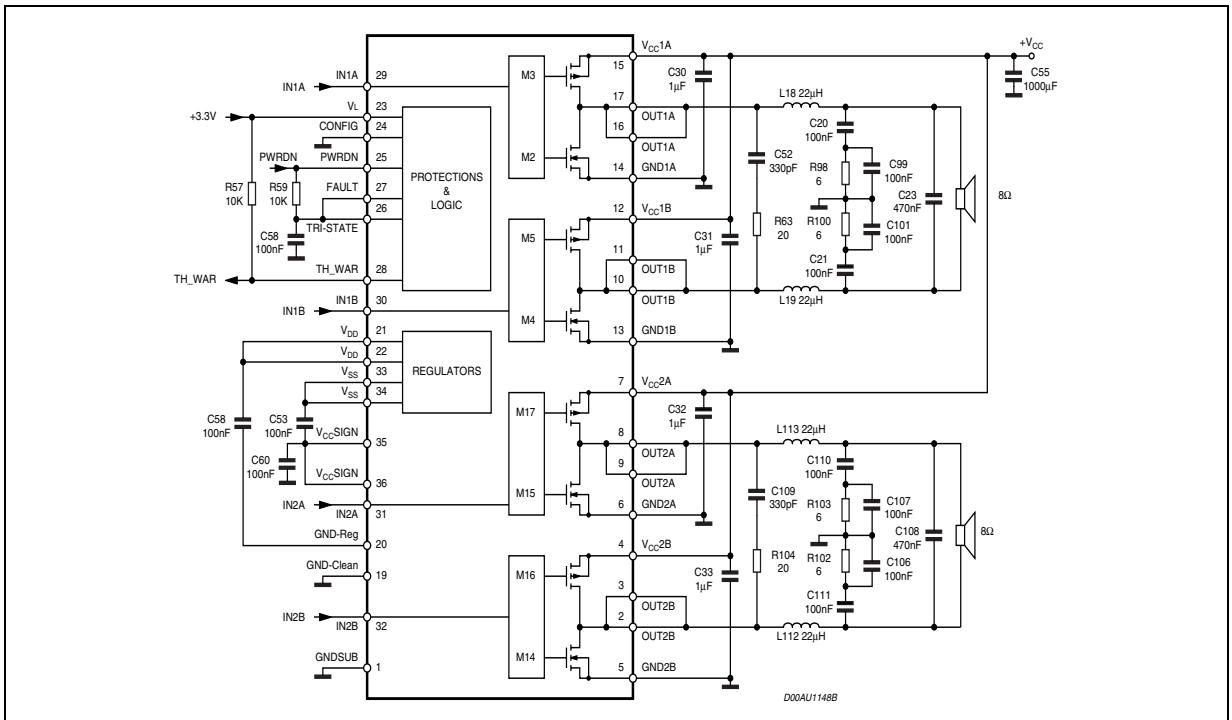 +VCC
C55
1000µF
VCC1A
15
C30
1µF
M3
IN1A
IN1A
29
17
OUT1A
16
OUT1A
L18 22µH
C20
100nF
+3.3V
VL
23
CONFIG
24
M2
14
GND1A
C52
330pF
R98
6
C99
100nF
PWRDN
PWRDN
25
PROTECTIONS
&
LOGIC
R57
10K
R59
10K
FAULT
27
26
TRI-STATE
C58
100nF
C23
470nF
8Ω
12
VCC1B
M5
C31
1µF
R63
20
R100
6
C101
100nF
11
OUT1B
10
OUT1B
C21
100nF
L19 22µH
TH_WAR
TH_WAR
28
IN1B
IN1B
30
M4
13
GND1B
VDD
21
VDD
22
VSS
33
VSS
34
REGULATORS
7
VCC2A
M17
C32
1µF
C58
100nF
C53
100nF
VCCSIGN
35
C60
100nF
VCCSIGN
36
8
OUT2A
9
OUT2A
L113 22µH
C110
100nF
M15
6
GND2A
C109
330pF
R103
6
C107
100nF
IN2A
IN2A
31
GND-Reg
20
C108
470nF
8Ω
4
VCC2B
M16
C33
1µF
R104
20
R102
6
C106
100nF
GND-Clean
19
3
OUT2B
2
OUT2B
C111
100nF
L112 22µH
IN2B
IN2B
32
M14
5
GND2B
GNDSUB
1
D00AU1148B